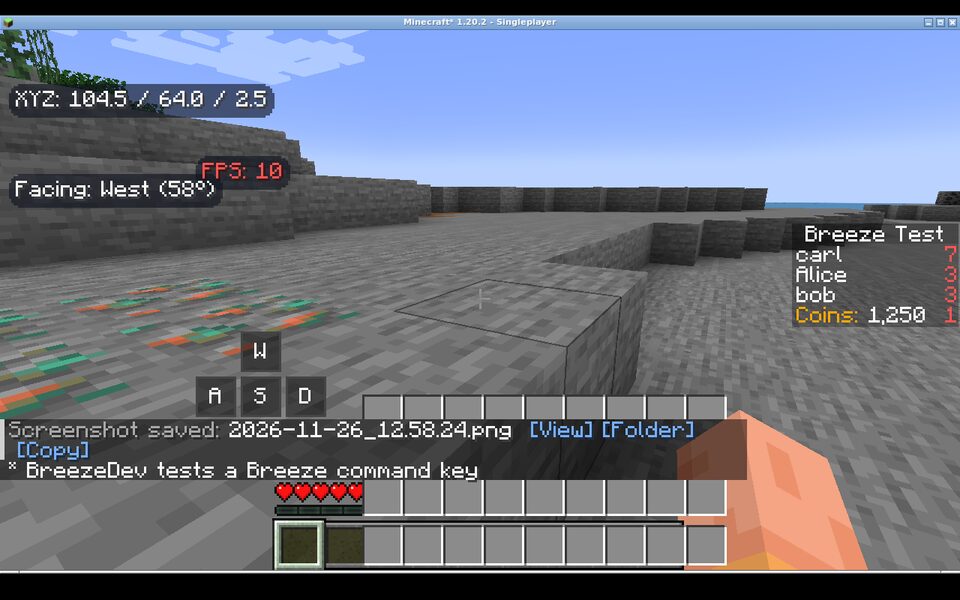 Minecraft* 1.20.2 - Singleplayer
XYZ: 104.5 / 64.0 / 2.5
FPS: 10
Facing: West (58°)
Breeze Test
carl 7
Alice 3
bob 3
Coins: 1,250 1
W
A S D
Screenshot saved: 2026-11-26_12.58.24.png [View] [Folder]
[Copy]
* BreezeDev tests a Breeze command key